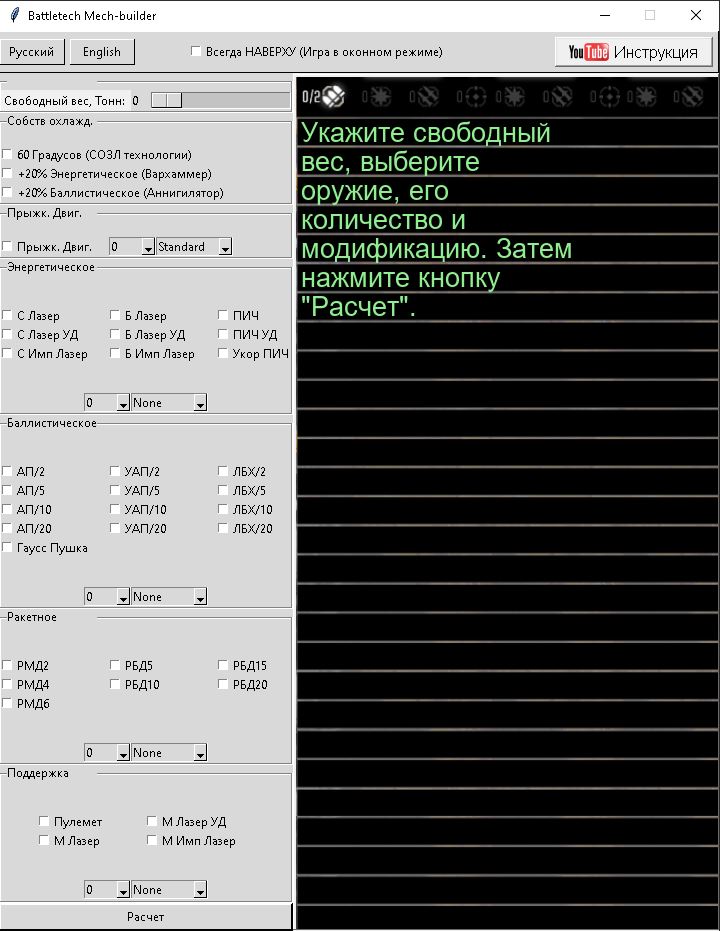 Battletech Mech-builder
Русский English Всегда НАВЕРХУ (Игра в оконном режиме) YouTube Инструкция
Свободный вес, Тонн: 0
0/2 0 0 0 0 0 0 0 0
Собств охлажд.
60 Градусов (СОЗЛ технологии)
+20% Энергетическое (Вархаммер)
+20% Баллистическое (Аннигилятор)
Прыжк. Двиг.
Прыжк. Двиг. 0 Standard
Энергетическое
С Лазер Б Лазер ПИЧ
С Лазер УД Б Лазер УД ПИЧ УД
С Имп Лазер Б Имп Лазер Укор ПИЧ
0 None
Баллистическое
АП/2 УАП/2 ЛБХ/2
АП/5 УАП/5 ЛБХ/5
АП/10 УАП/10 ЛБХ/10
АП/20 УАП/20 ЛБХ/20
Гаусс Пушка
0 None
Ракетное
РМД2 РБД5 РБД15
РМД4 РБД10 РБД20
РМД6
0 None
Поддержка
Пулемет М Лазер УД
М Лазер М Имп Лазер
0 None
Расчет
Укажите свободный
вес, выберите
оружие, его
количество и
модификацию. Затем
нажмите кнопку
"Расчет".